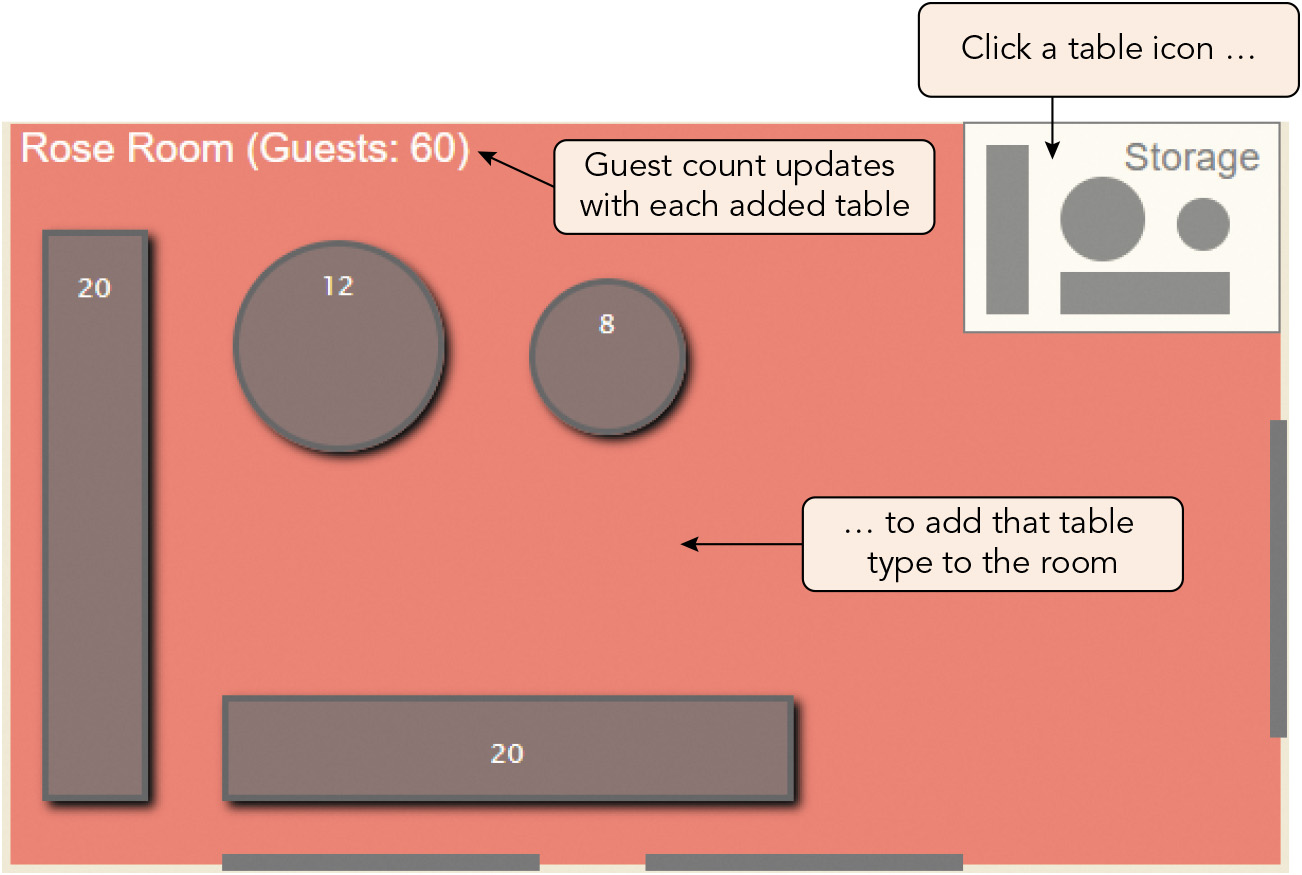 Click a table icon …
Rose Room (Guests: 60)
Guest count updates
with each added table
Storage
20
12
8
… to add that table
type to the room
20